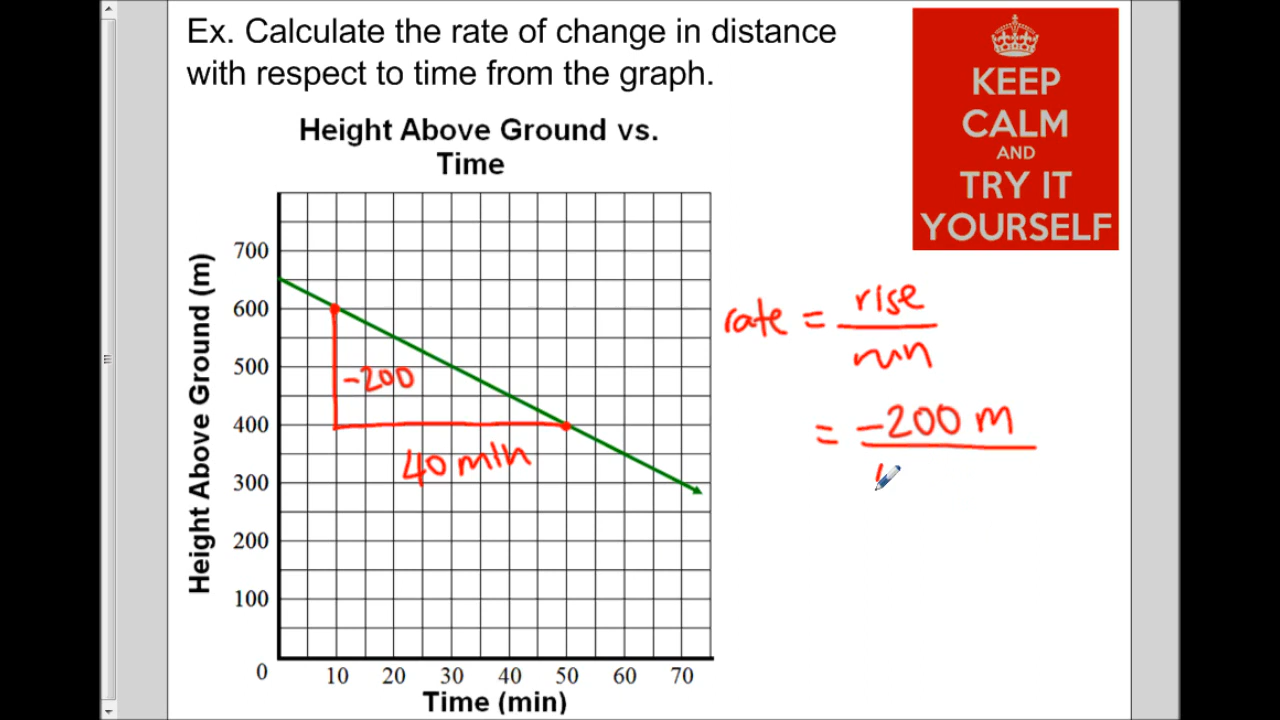 Ex. Calculate the rate of change in distance
with respect to time from the graph.
KEEP
CALM
AND
TRY IT
YOURSELF
Height Above Ground vs.
Time
Height Above Ground (m)
700
600
500
400
300
200
100
0
10 20 30 40 50 60 70
Time (min)
-200
40 min
rate = rise
run
= -200 m